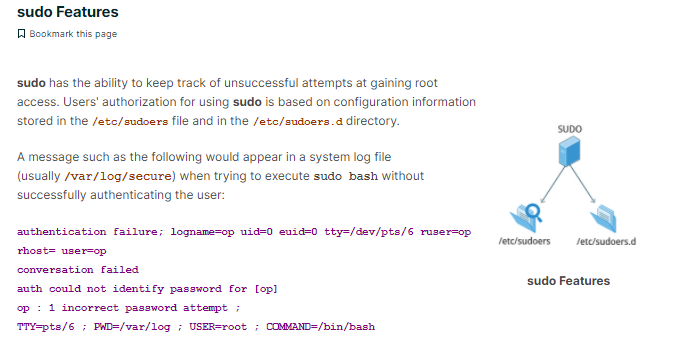 sudo Features
Bookmark this page
sudo has the ability to keep track of unsuccessful attempts at gaining root
access. Users' authorization for using sudo is based on configuration information
stored in the /etc/sudoers file and in the /etc/sudoers.d directory.
A message such as the following would appear in a system log file
(usually /var/log/secure) when trying to execute sudo bash without
successfully authenticating the user:
authentication failure; logname=op uid=0 euid=0 tty=/dev/pts/6 ruser=op
rhost= user=op
conversation failed
auth could not identify password for [op]
op : 1 incorrect password attempt ;
TTY=pts/6 ; PWD=/var/log ; USER=root ; COMMAND=/bin/bash
SUDO
/etc/sudoers
/etc/sudoers.d
sudo Features